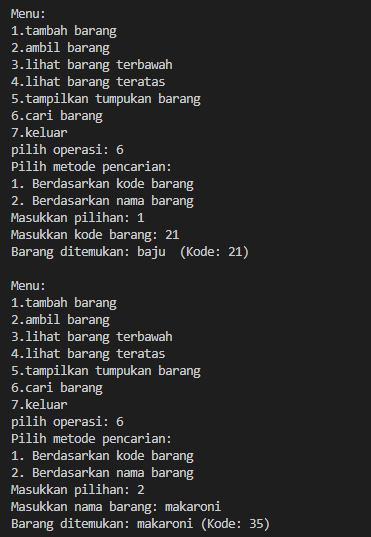 Menu:
1.tambah barang
2.ambil barang
3.lihat barang terbawah
4.lihat barang teratas
5.tampilkan tumpukan barang
6.cari barang
7.keluar
pilih operasi: 6
Pilih metode pencarian:
1. Berdasarkan kode barang
2. Berdasarkan nama barang
Masukkan pilihan: 1
Masukkan kode barang: 21
Barang ditemukan: baju  (Kode: 21)

Menu:
1.tambah barang
2.ambil barang
3.lihat barang terbawah
4.lihat barang teratas
5.tampilkan tumpukan barang
6.cari barang
7.keluar
pilih operasi: 6
Pilih metode pencarian:
1. Berdasarkan kode barang
2. Berdasarkan nama barang
Masukkan pilihan: 2
Masukkan nama barang: makaroni
Barang ditemukan: makaroni (Kode: 35)